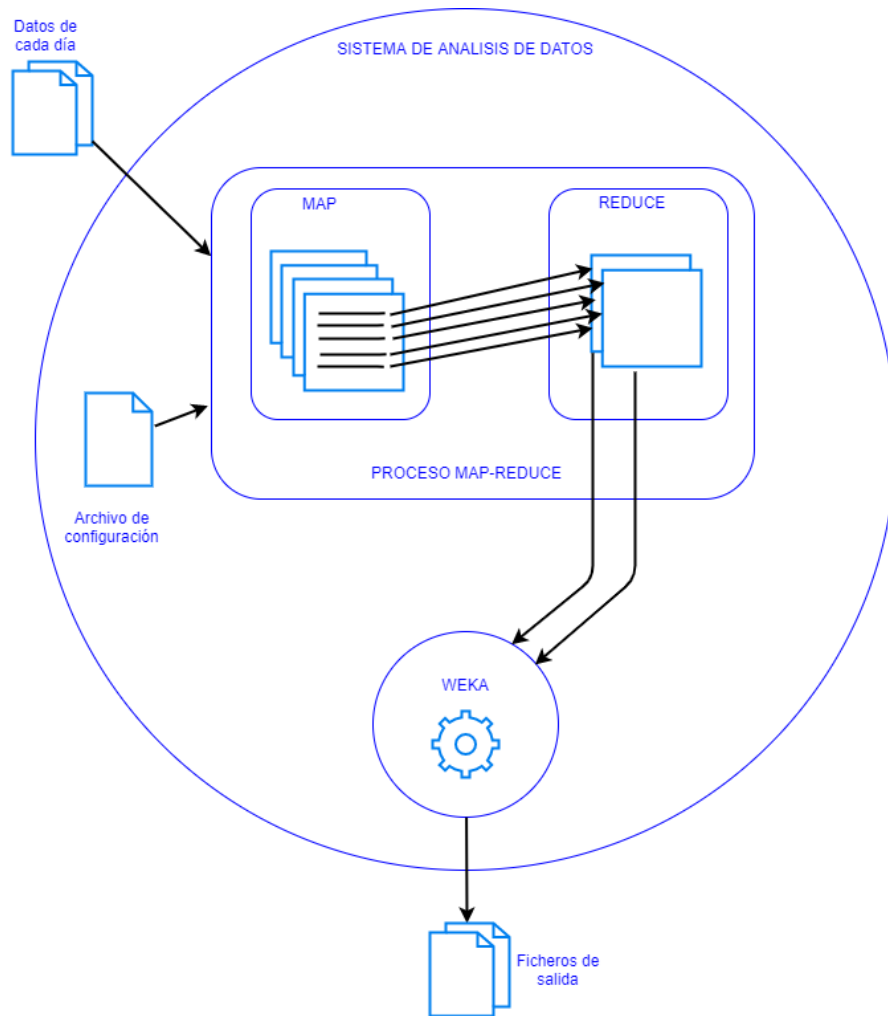 Datos de
cada día
SISTEMA DE ANALISIS DE DATOS
MAP
REDUCE
PROCESO MAP-REDUCE
Archivo de
configuración
WEKA
Ficheros de
salida